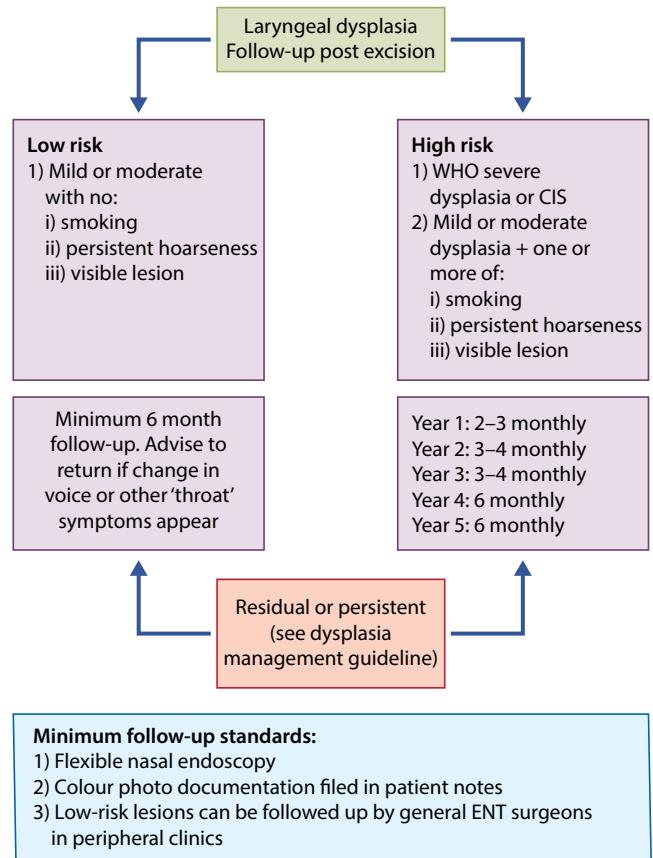 Laryngeal dysplasia
Follow-up post excision
Low risk
1) Mild or moderate
with no:
i) smoking
ii) persistent hoarseness
iii) visible lesion
High risk
1) WHO severe
dysplasia or CIS
2) Mild or moderate
dysplasia + one or
more of:
i) smoking
ii) persistent hoarseness
iii) visible lesion
Minimum 6 month
follow-up. Advise to
return if change in
voice or other 'throat'
symptoms appear
Year 1: 2–3 monthly
Year 2: 3–4 monthly
Year 3: 3–4 monthly
Year 4: 6 monthly
Year 5: 6 monthly
Residual or persistent
(see dysplasia
management guideline)
Minimum follow-up standards:
1) Flexible nasal endoscopy
2) Colour photo documentation filed in patient notes
3) Low-risk lesions can be followed up by general ENT surgeons
in peripheral clinics